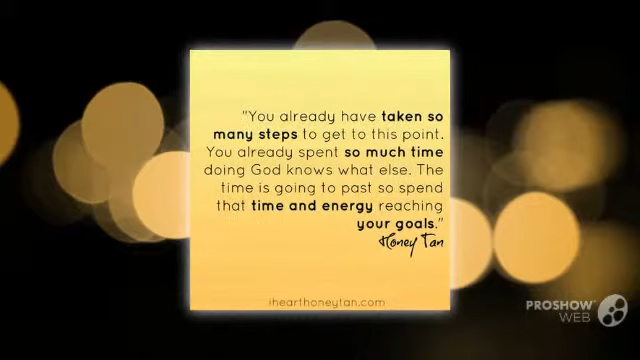 "You already have taken so
many steps to get to this point.
You already spent so much time
doing God knows what else. The
time is going to past so spend
that time and energy reaching
your goals."
Honey Tan
ihearthoneytan.com
PROSHOW
WEB